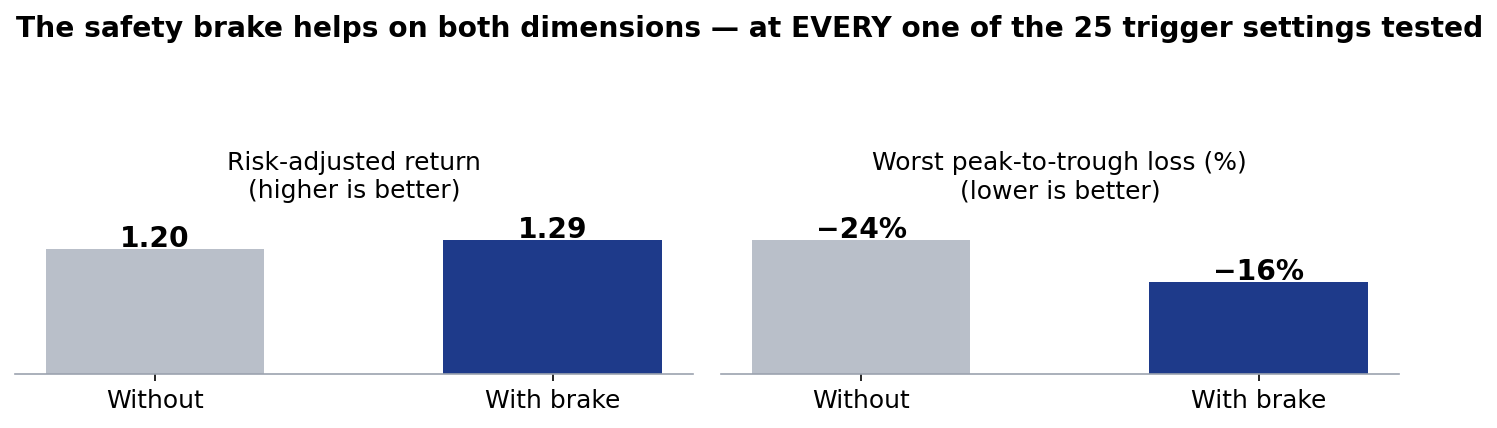 The safety brake helps on both dimensions — at EVERY one of the 25 trigger settings tested
Risk-adjusted return
(higher is better)
1.20
1.29
Without
With brake
Worst peak-to-trough loss (%)
(lower is better)
−24%
−16%
Without
With brake